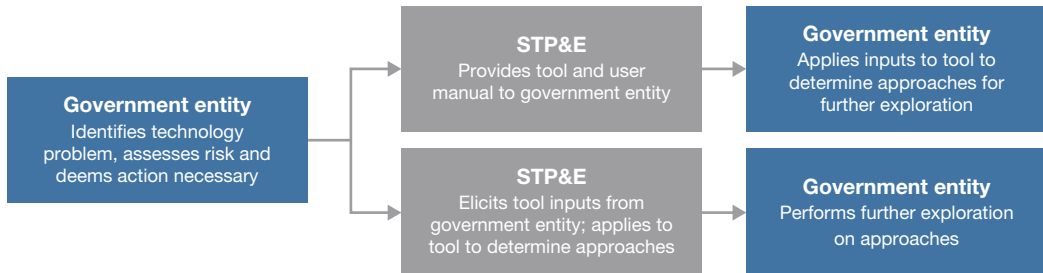 Government entity
Identifies technology
problem, assesses risk and
deems action necessary
STP&E
Provides tool and user
manual to government entity
Government entity
Applies inputs to tool to
determine approaches for
further exploration
STP&E
Elicits tool inputs from
government entity; applies to
tool to determine approaches
Government entity
Performs further exploration
on approaches